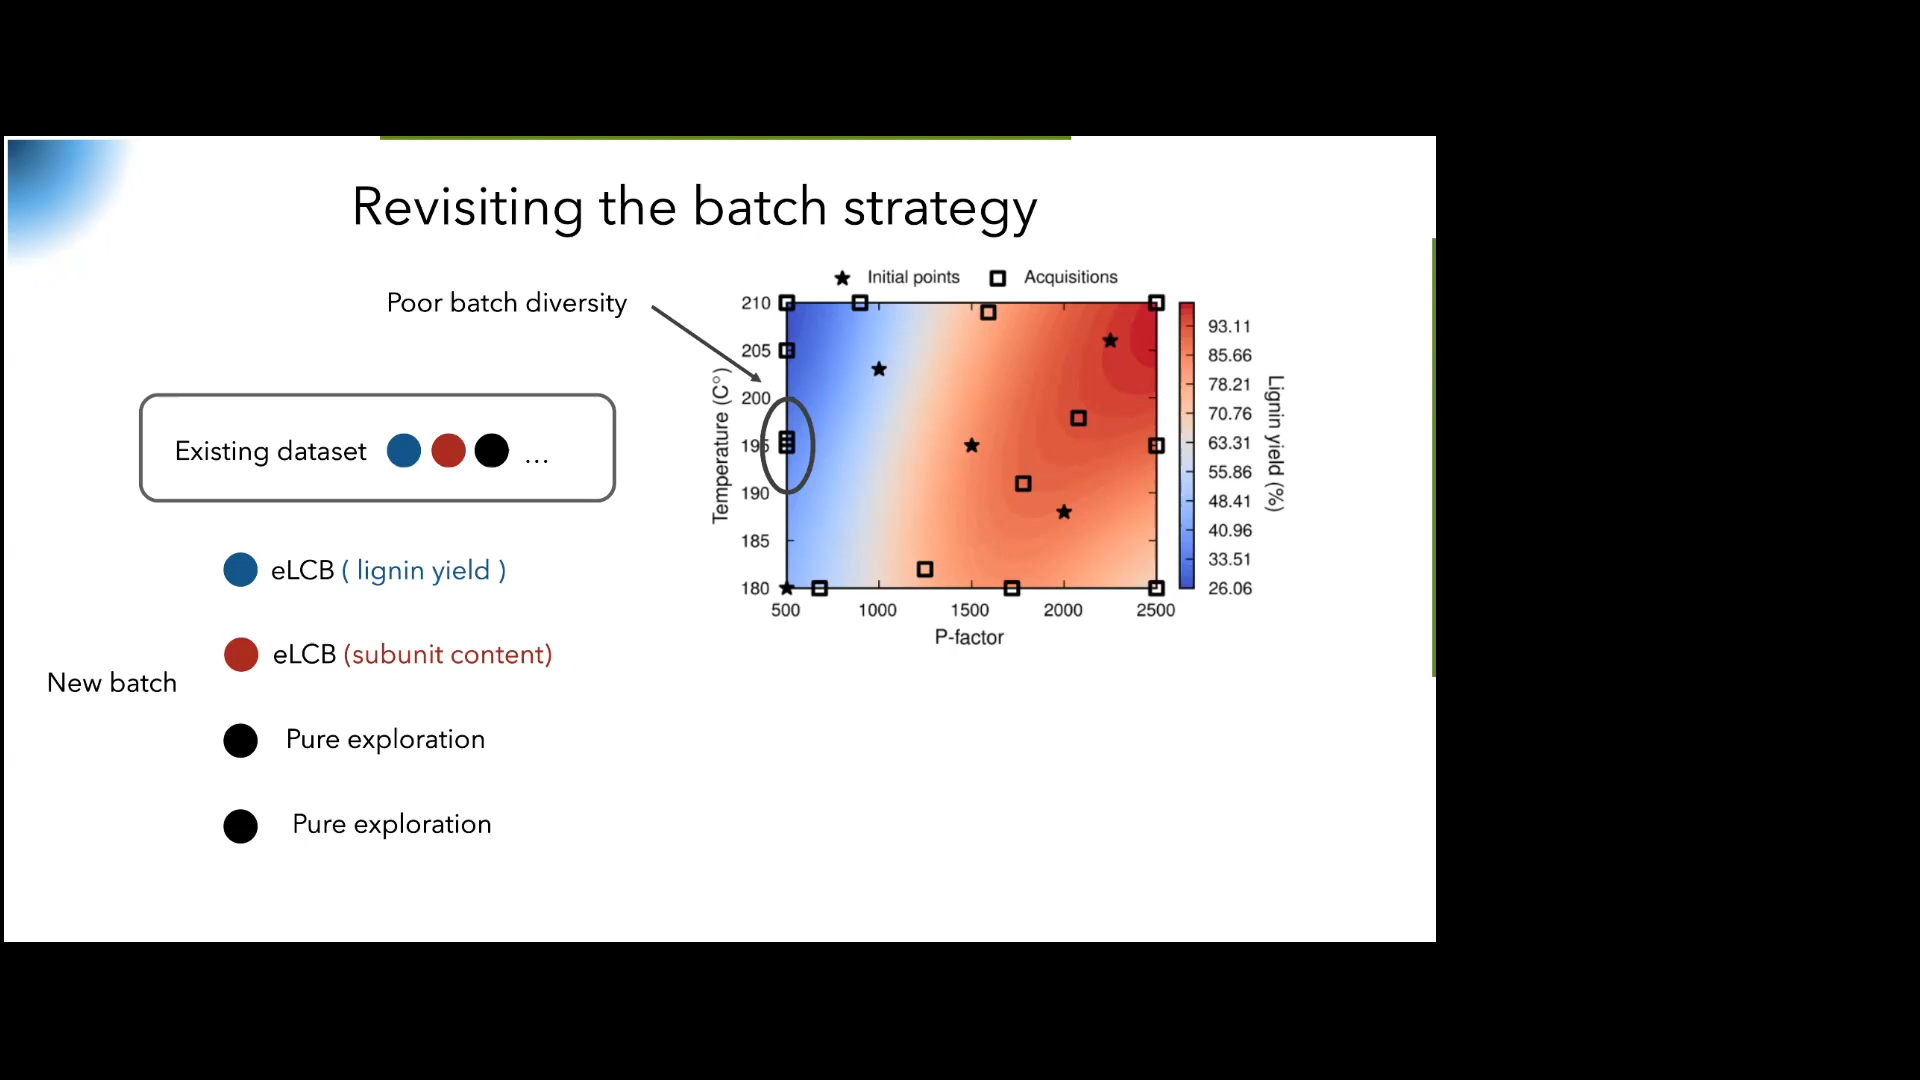 Revisiting the batch strategy
Poor batch diversity
Existing dataset ...
New batch
eLCB ( lignin yield )
eLCB (subunit content)
Pure exploration
Pure exploration
Initial points
Acquisitions
210
205
200
195
190
185
180
Temperature (C°)
500
1000
1500
2000
2500
P-factor
93.11
85.66
78.21
70.76
63.31
55.86
48.41
40.96
33.51
26.06
Lignin yield (%)